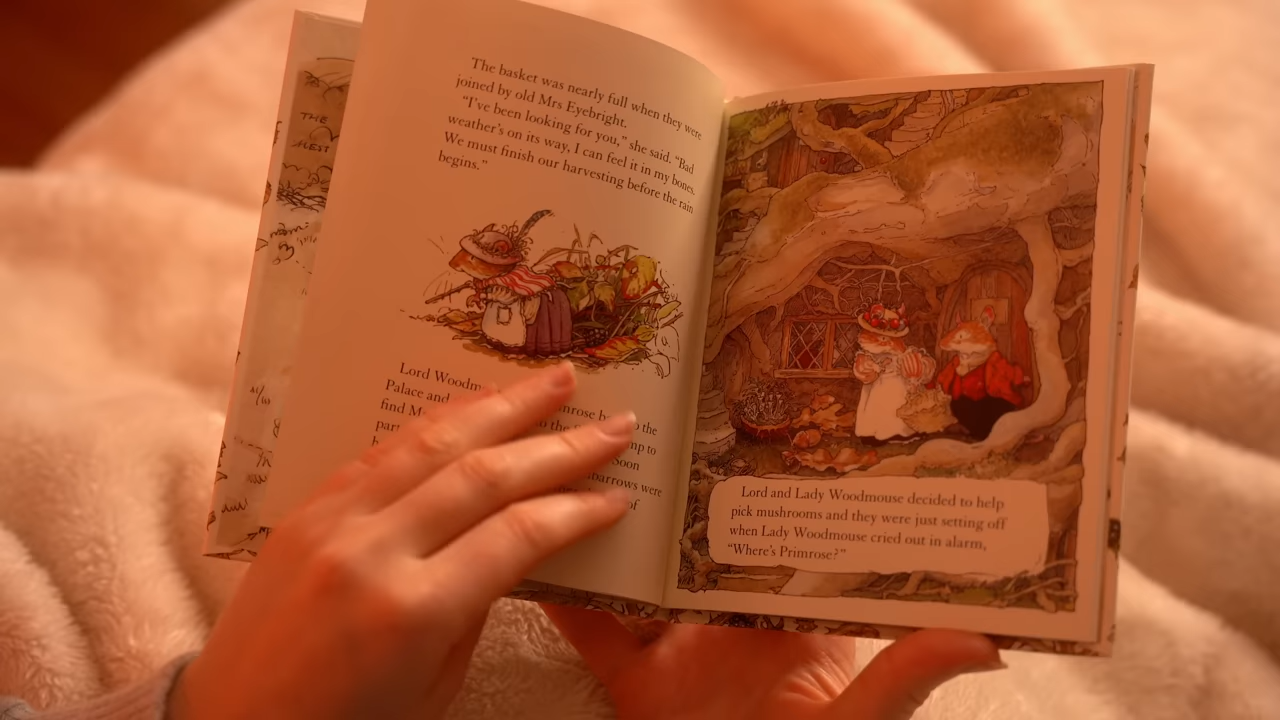 THE
The basket was nearly full when they were
joined by old Mrs Eyebright.
“I’ve been looking for you,” she said. “Bad
weather’s on its way, I can feel it in my bones.
We must finish our harvesting before the rain
begins.”
Lord Woodm
Palace and the
find to
Soon
barrows were
of
Lord and Lady Woodmouse decided to help
pick mushrooms and they were just setting off
when Lady Woodmouse cried out in alarm,
“Where’s Primrose?”